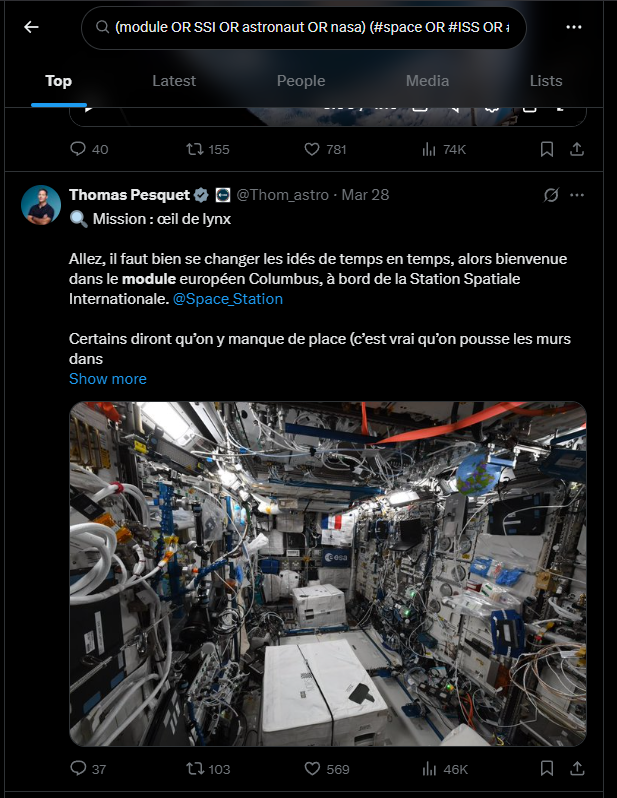 (module OR SSI OR astronaut OR nasa) (#space OR #ISS OR
Top Latest People Media Lists
40 155 781 74K
Thomas Pesquet @Thom_astro · Mar 28
Mission : œil de lynx
Allez, il faut bien se changer les idés de temps en temps, alors bienvenue
dans le module européen Columbus, à bord de la Station Spatiale
Internationale. @Space_Station
Certains diront qu’on y manque de place (c’est vrai qu’on pousse les murs
dans
Show more
esa
37 103 569 46K